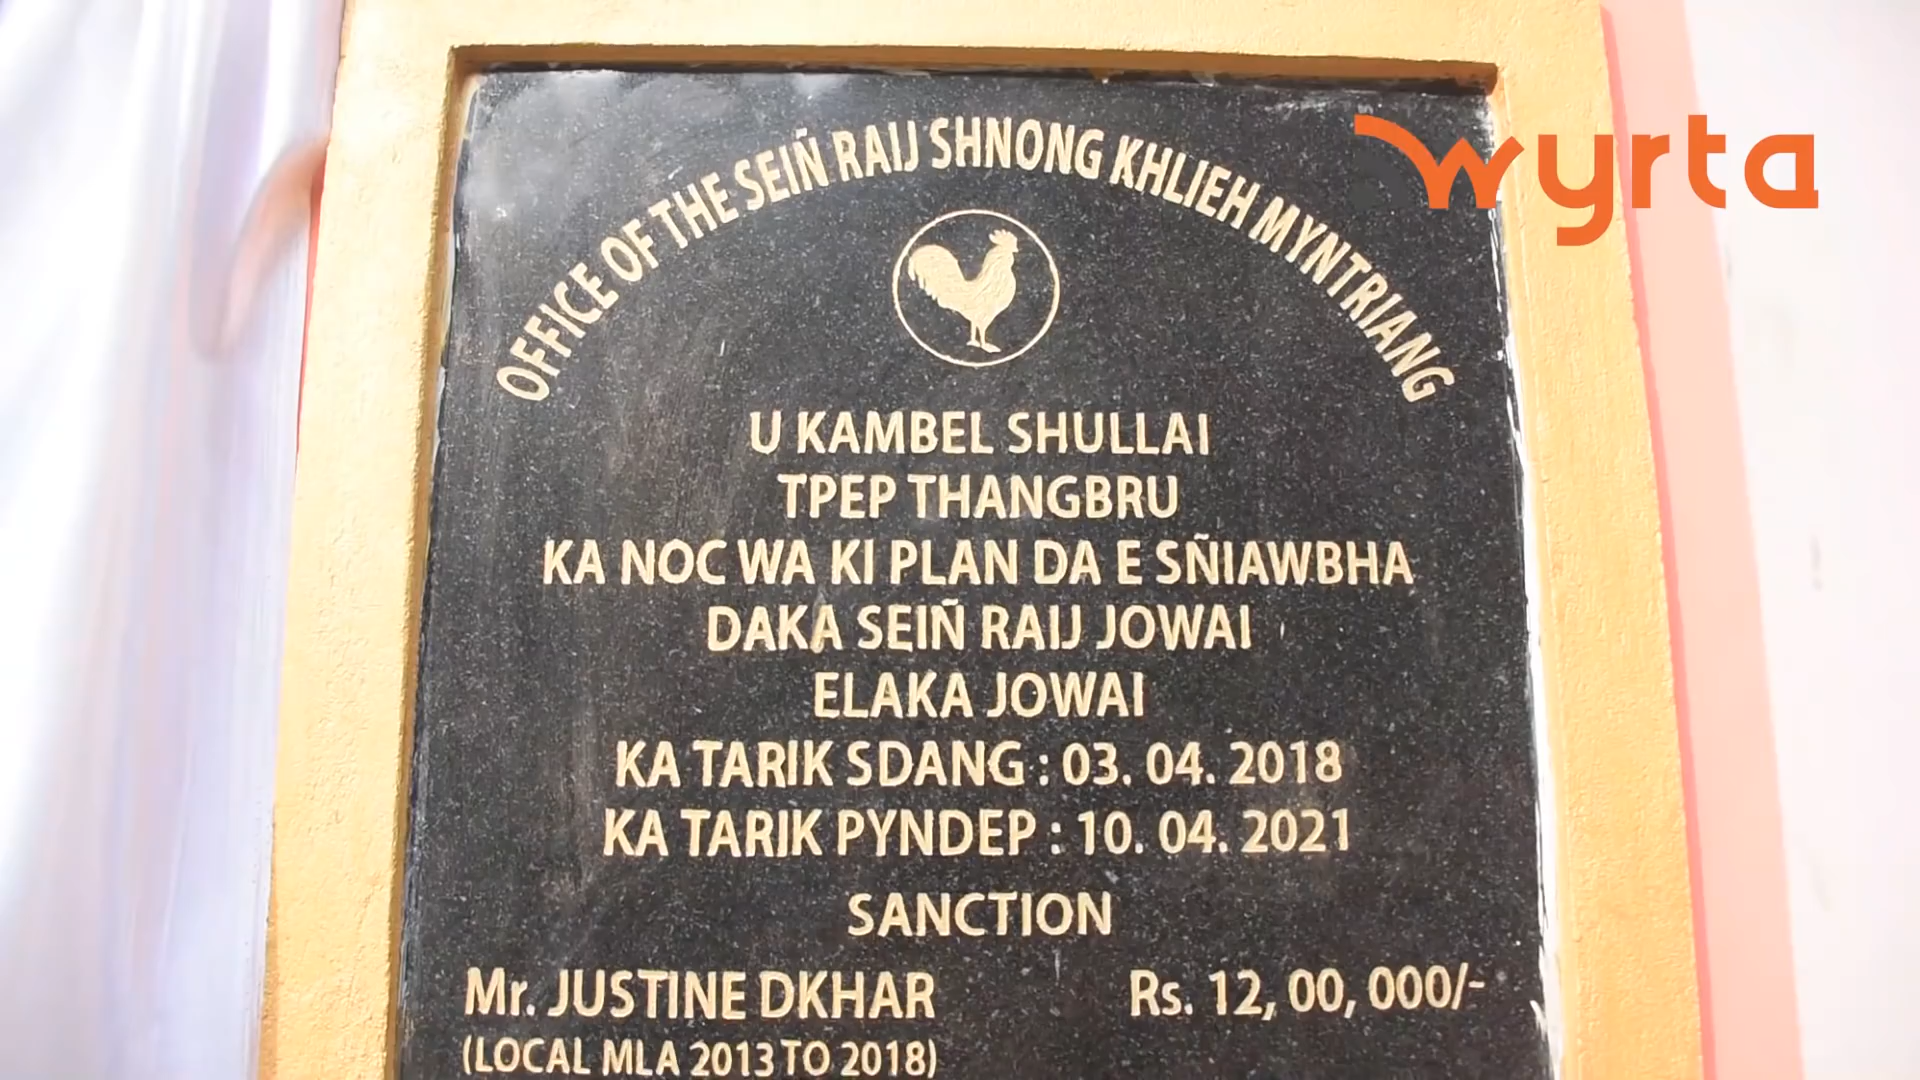 wyrta
OFFICE OF THE SEIÑ RAIJ SHNONG KHLIEH MYNTRIANG
U KAMBEL SHULLAI
TPEP THANGBRU
KA NOC WA KI PLAN DA E SÑIAWBHA
DAKA SEIÑ RAIJ JOWAI
ELAKA JOWAI
KA TARIK SDANG : 03. 04. 2018
KA TARIK PYNDEP : 10. 04. 2021
SANCTION
Mr. JUSTINE DKHAR Rs. 12, 00, 000/-
(LOCAL MLA 2013 TO 2018)